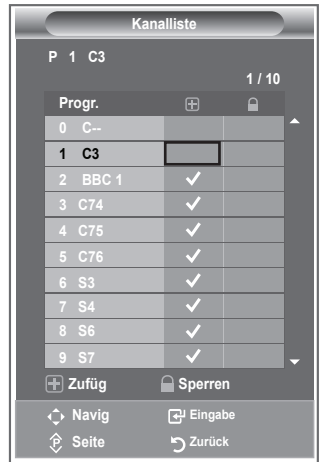 Kanalliste
P 1 C3
1 / 10
Progr.
0 C--
1 C3
2 BBC 1
3 C74
4 C75
5 C76
6 S3
7 S4
8 S6
9 S7
Zufüg Sperren
Navig Eingabe
Seite Zurück